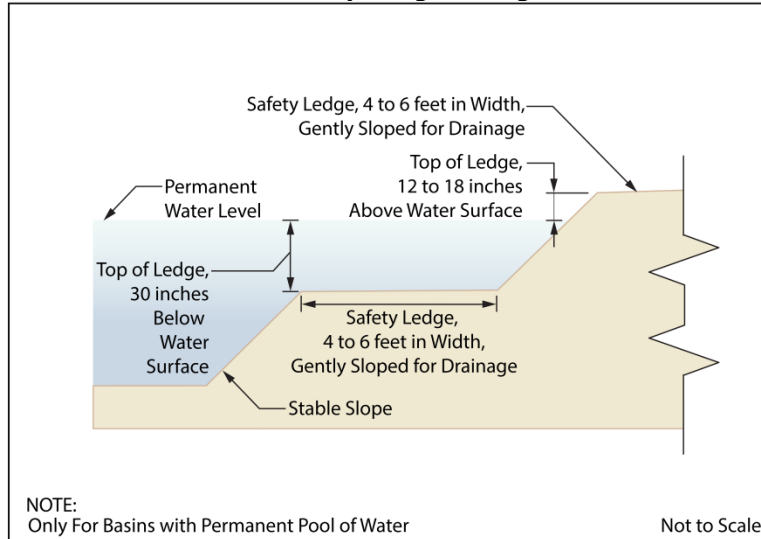 Safety Ledge, 4 to 6 feet in Width,
Gently Sloped for Drainage
Top of Ledge,
12 to 18 inches
Above Water Surface
Permanent
Water Level
Top of Ledge,
30 inches
Below
Water
Surface
Safety Ledge,
4 to 6 feet in Width,
Gently Sloped for Drainage
Stable Slope
NOTE:
Only For Basins with Permanent Pool of Water
Not to Scale